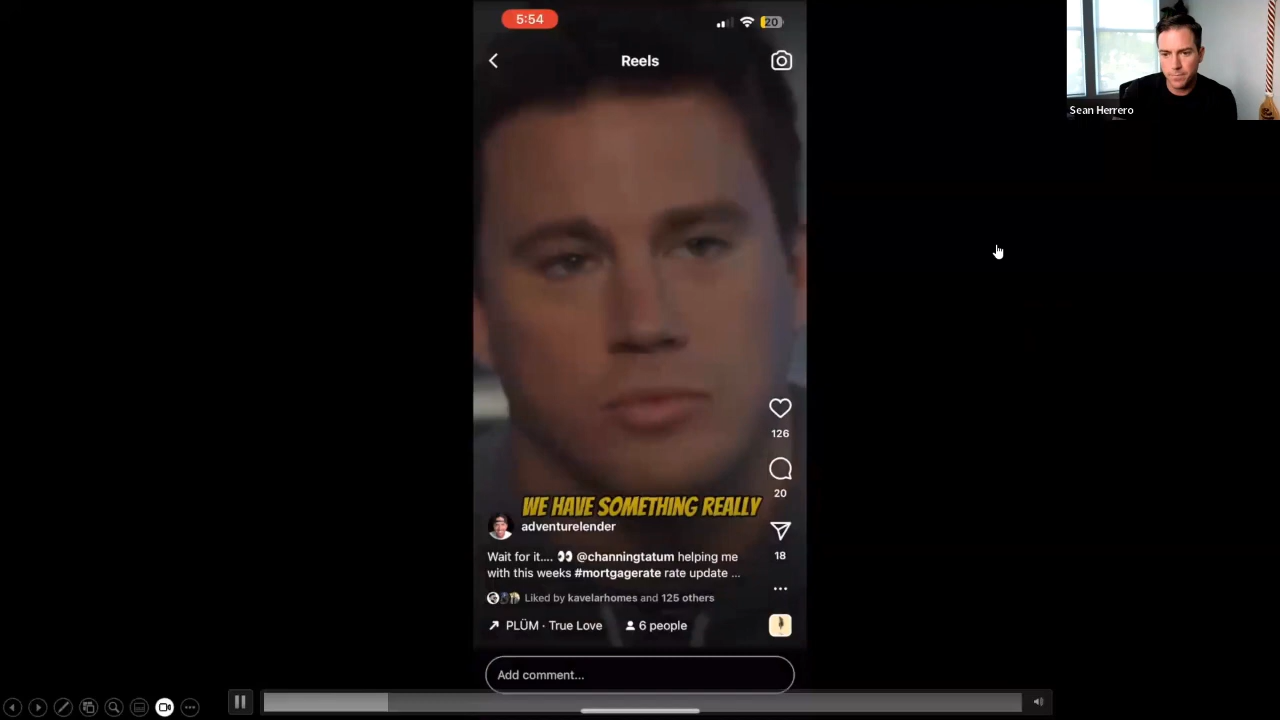 5:54
20
Reels
Sean Herrero
126
20
WE HAVE SOMETHING REALLY
adventurelender
18
Wait for it.... 👀 @channingtatum helping me
with this weeks #mortgagerate rate update ...
Liked by kavelarhomes and 125 others
PLÜM · True Love
6 people
Add comment...